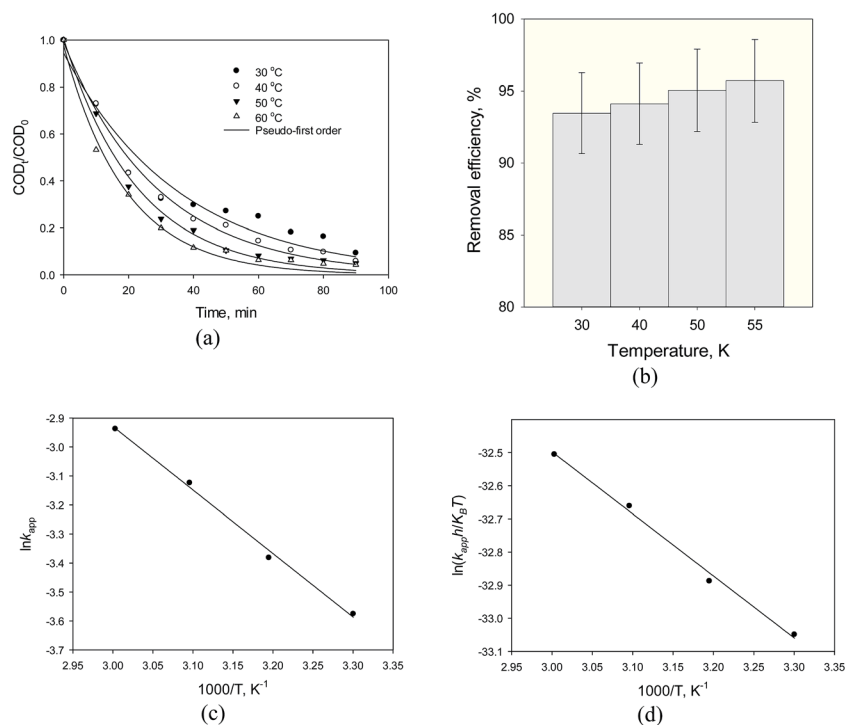 1.0
0.8
0.6
0.4
0.2
0.0
CODt/COD0
30 °C
40 °C
50 °C
60 °C
Pseudo-first order
0 20 40 60 80 100
Time, min
(a)
100
95
90
85
80
Removal efficiency, %
30 40 50 55
Temperature, K
(b)
-2.9
-3.0
-3.1
-3.2
-3.3
-3.4
-3.5
-3.6
-3.7
lnkapp
2.95 3.00 3.05 3.10 3.15 3.20 3.25 3.30 3.35
1000/T, K-1
(c)
-32.5
-32.6
-32.7
-32.8
-32.9
-33.0
-33.1
ln(kapph/KBT)
2.95 3.00 3.05 3.10 3.15 3.20 3.25 3.30 3.35
1000/T, K-1
(d)